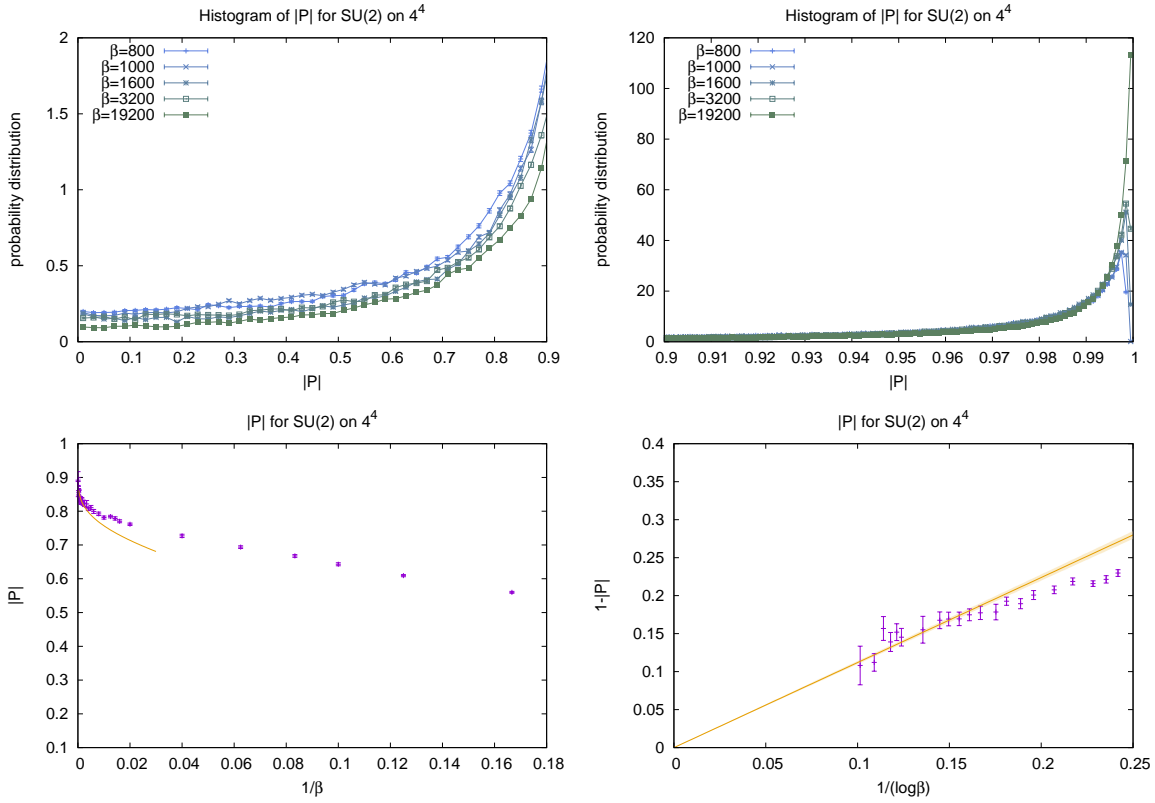 Histogram of |P| for SU(2) on 4^4
probability distribution
2
1.5
1
0.5
0
β=800
β=1000
β=1600
β=3200
β=19200
0 0.1 0.2 0.3 0.4 0.5 0.6 0.7 0.8 0.9
|P|
Histogram of |P| for SU(2) on 4^4
probability distribution
120
100
80
60
40
20
0
β=800
β=1000
β=1600
β=3200
β=19200
0.9 0.91 0.92 0.93 0.94 0.95 0.96 0.97 0.98 0.99 1
|P|
|P| for SU(2) on 4^4
|P|
1
0.9
0.8
0.7
0.6
0.5
0.4
0.3
0.2
0.1
0 0.02 0.04 0.06 0.08 0.1 0.12 0.14 0.16 0.18
1/β
|P| for SU(2) on 4^4
1-|P|
0.4
0.35
0.3
0.25
0.2
0.15
0.1
0.05
0
0 0.05 0.1 0.15 0.2 0.25
1/(logβ)